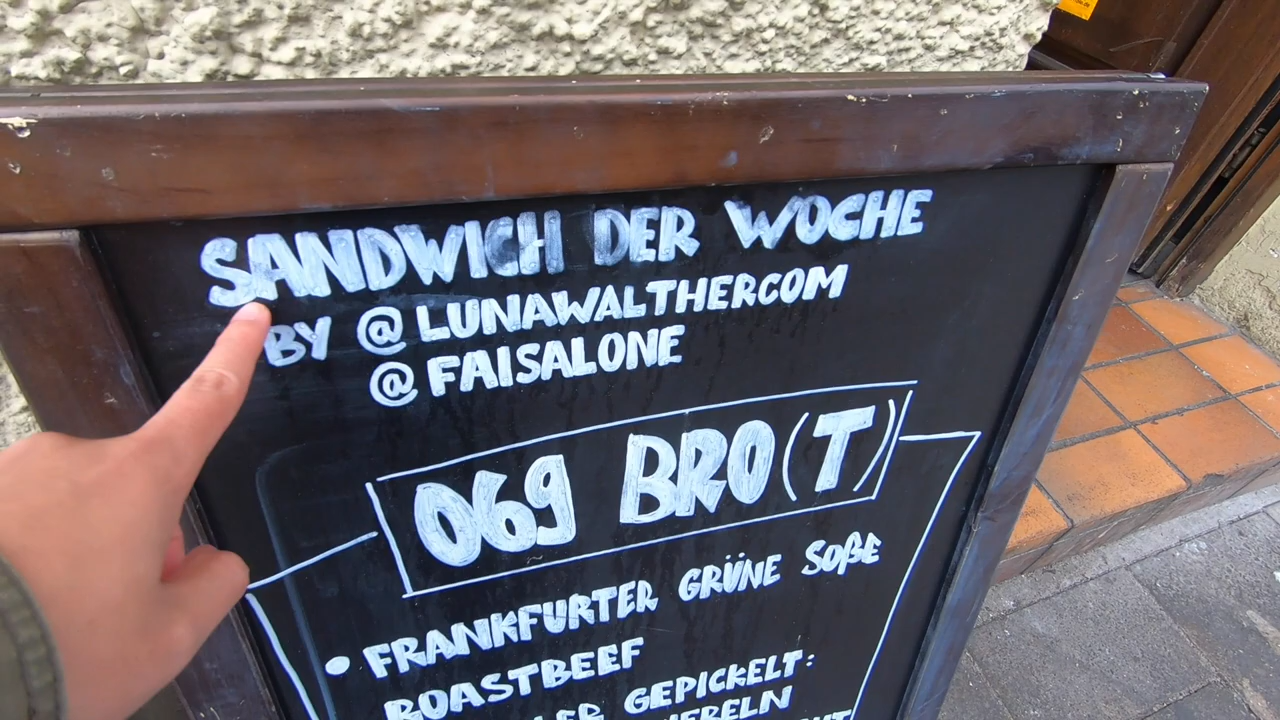 SANDWICH DER WOCHE
BY @LUNAWALTHERCOM
@FAISALONE
069 BRO(T)
• FRANKFURTER GRÜNE SOßE
ROASTBEEF
GEPICKELT: